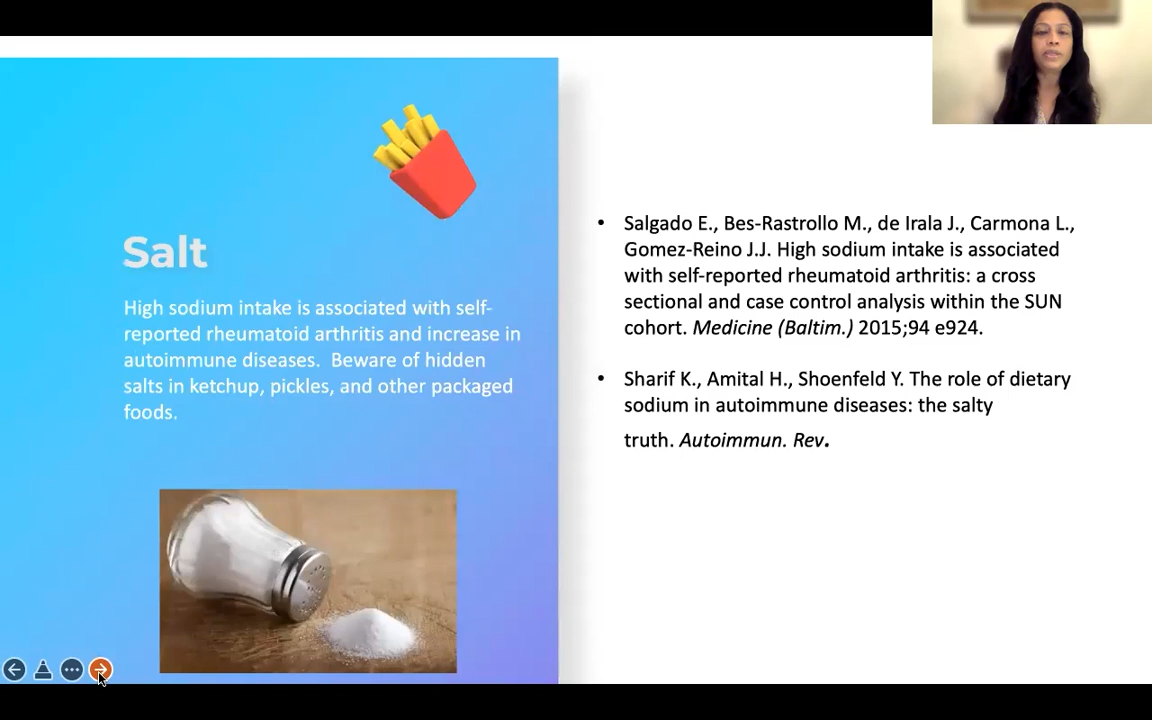 Salt
High sodium intake is associated with self-
reported rheumatoid arthritis and increase in
autoimmune diseases.  Beware of hidden
salts in ketchup, pickles, and other packaged
foods.
• Salgado E., Bes-Rastrollo M., de Irala J., Carmona L.,
Gomez-Reino J.J. High sodium intake is associated
with self-reported rheumatoid arthritis: a cross
sectional and case control analysis within the SUN
cohort. Medicine (Baltim.) 2015;94 e924.
• Sharif K., Amital H., Shoenfeld Y. The role of dietary
sodium in autoimmune diseases: the salty
truth. Autoimmun. Rev.